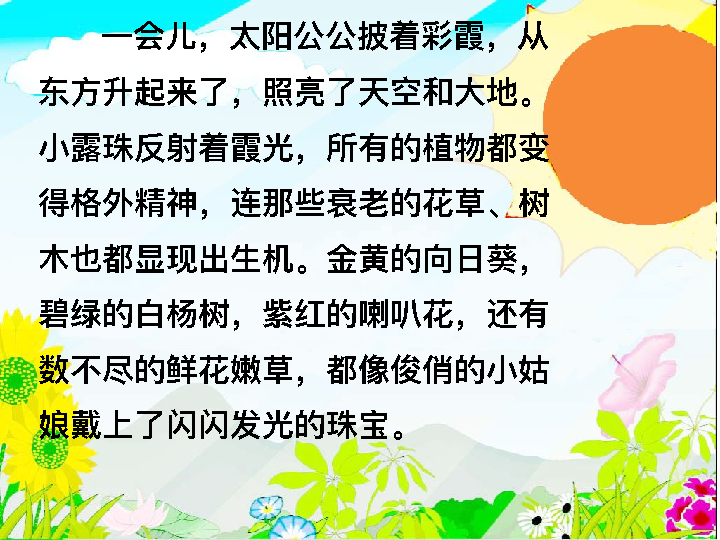 一会儿，太阳公公披着彩霞，从
东方升起来了，照亮了天空和大地。
小露珠反射着霞光，所有的植物都变
得格外精神，连那些衰老的花草、树
木也都显现出生机。金黄的向日葵，
碧绿的白杨树，紫红的喇叭花，还有
数不尽的鲜花嫩草，都像俊俏的小姑
娘戴上了闪闪发光的珠宝。